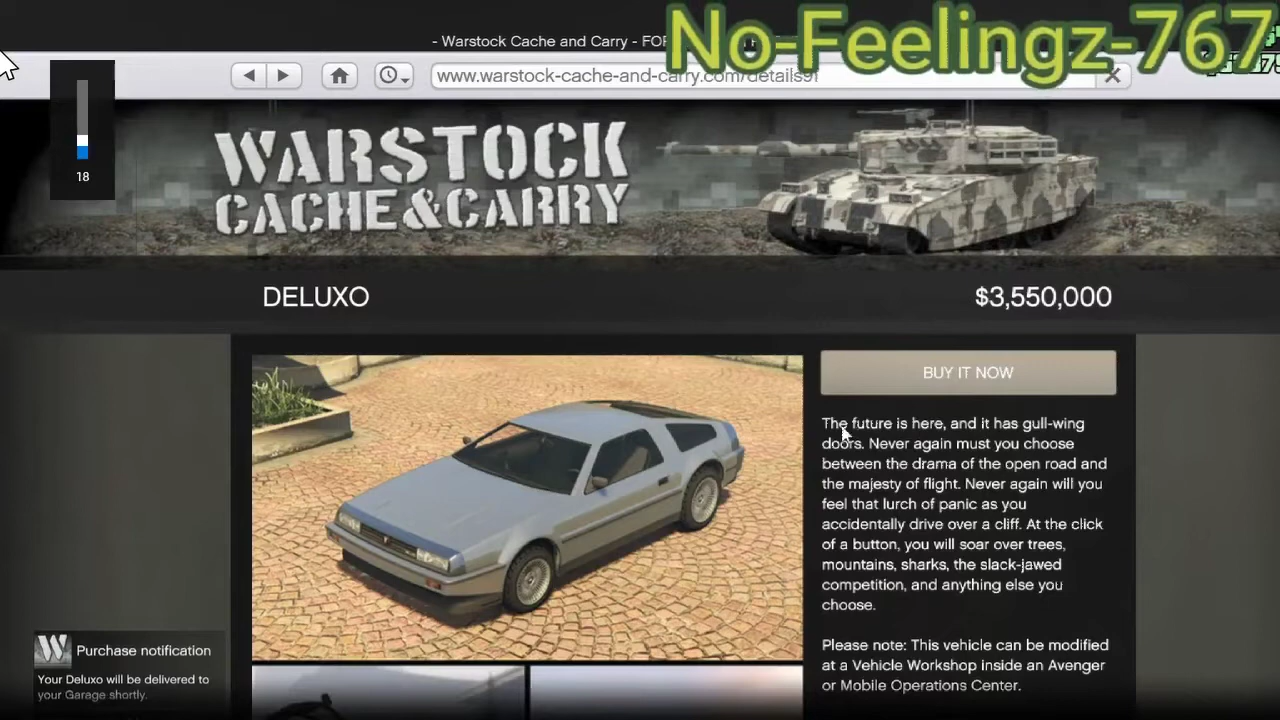 No-Feelingz-767
- Warstock Cache and Carry - FOR
www.warstock-cache-and-carry.com/details9f
18
WARSTOCK
CACHE&CARRY
DELUXO
$3,550,000
BUY IT NOW
The future is here, and it has gull-wing
doors. Never again must you choose
between the drama of the open road and
the majesty of flight. Never again will you
feel that lurch of panic as you
accidentally drive over a cliff. At the click
of a button, you will soar over trees,
mountains, sharks, the slack-jawed
competition, and anything else you
choose.
Please note: This vehicle can be modified
at a Vehicle Workshop inside an Avenger
or Mobile Operations Center.
W
Purchase notification
Your Deluxo will be delivered to
your Garage shortly.